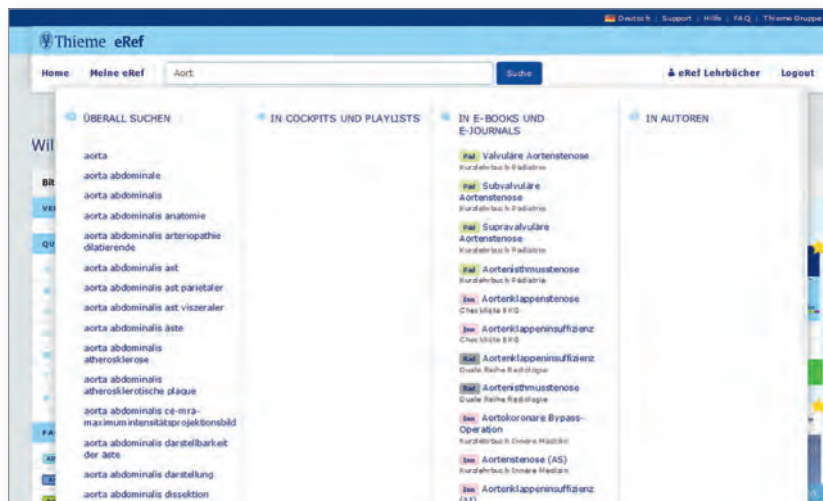 Deutsch | Support | Hilfe | FAQ | Thieme Gruppe
Thieme eRef
Home
Meine eRef
Aort
Suche
eRef Lehrbücher
Logout
ÜBERALL SUCHEN
aorta
aorta abdominale
aorta abdominalis
aorta abdominalis anatomie
aorta abdominalis arteriopathie
dilatierende
aorta abdominalis ast
aorta abdominalis ast parietaler
aorta abdominalis ast viszeraler
aorta abdominalis äste
aorta abdominalis
atherosklerose
aorta abdominalis
atherosklerotische plaque
aorta abdominalis ce-mra-
maximumintensitätsprojektionsbild
aorta abdominalis darstellbarkeit
der äste
aorta abdominalis darstellung
aorta abdominalis dissektion
IN COCKPITS UND PLAYLISTS
IN E-BOOKS UND
E-JOURNALS
Päd Valvuläre Aortenstenose
Kurzlehrbuch Pädiatrie
Päd Subvalvuläre
Aortenstenose
Kurzlehrbuch Pädiatrie
Päd Supravalvuläre
Aortenstenose
Kurzlehrbuch Pädiatrie
Päd Aortenisthmusstenose
Kurzlehrbuch Pädiatrie
Inn Aortenklappenstenose
Checkliste EKG
Inn Aortenklappeninsuffizienz
Checkliste EKG
Rad Aortenklappeninsuffizienz
Duale Reihe Radiologie
Rad Aortenisthmusstenose
Duale Reihe Radiologie
Inn Aortokoronare Bypass-
Operation
Kurzlehrbuch Innere Medizin
Inn Aortenstenose (AS)
Kurzlehrbuch Innere Medizin
Inn Aortenklappeninsuffizienz
(AI)
IN AUTOREN
Wil
Bit
QU